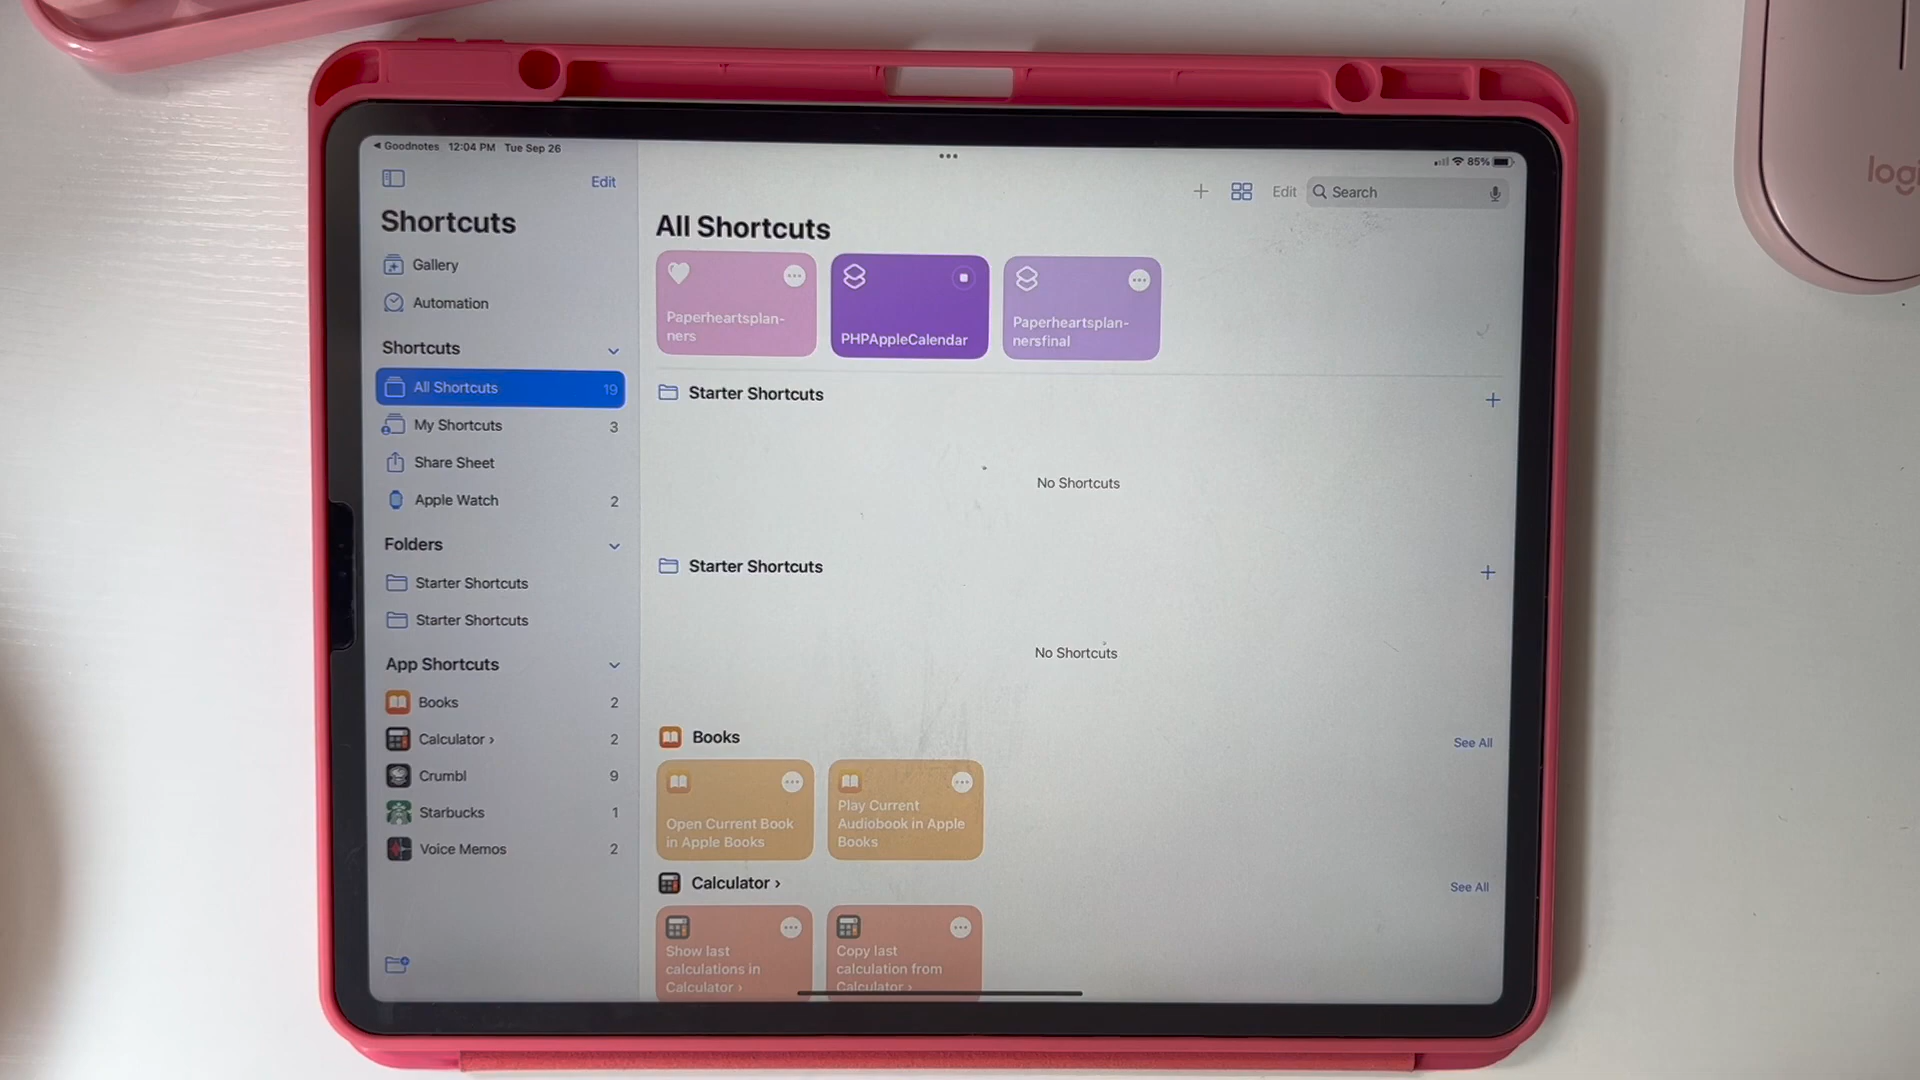 Goodnotes 12:04 PM Tue Sep 26
85%
Edit
Edit
Search
Shortcuts
Gallery
Automation
Shortcuts
All Shortcuts 19
My Shortcuts 3
Share Sheet
Apple Watch 2
Folders
Starter Shortcuts
Starter Shortcuts
App Shortcuts
Books 2
Calculator › 2
Crumbl 9
Starbucks 1
Voice Memos 2
All Shortcuts
Paperheartsplan-
ners
PHPAppleCalendar
Paperheartsplan-
nersfinal
Starter Shortcuts
No Shortcuts
Starter Shortcuts
No Shortcuts
Books
See All
Open Current Book
in Apple Books
Play Current
Audiobook in Apple
Books
Calculator ›
See All
Show last
calculations in
Calculator ›
Copy last
calculation from
Calculator ›
logi